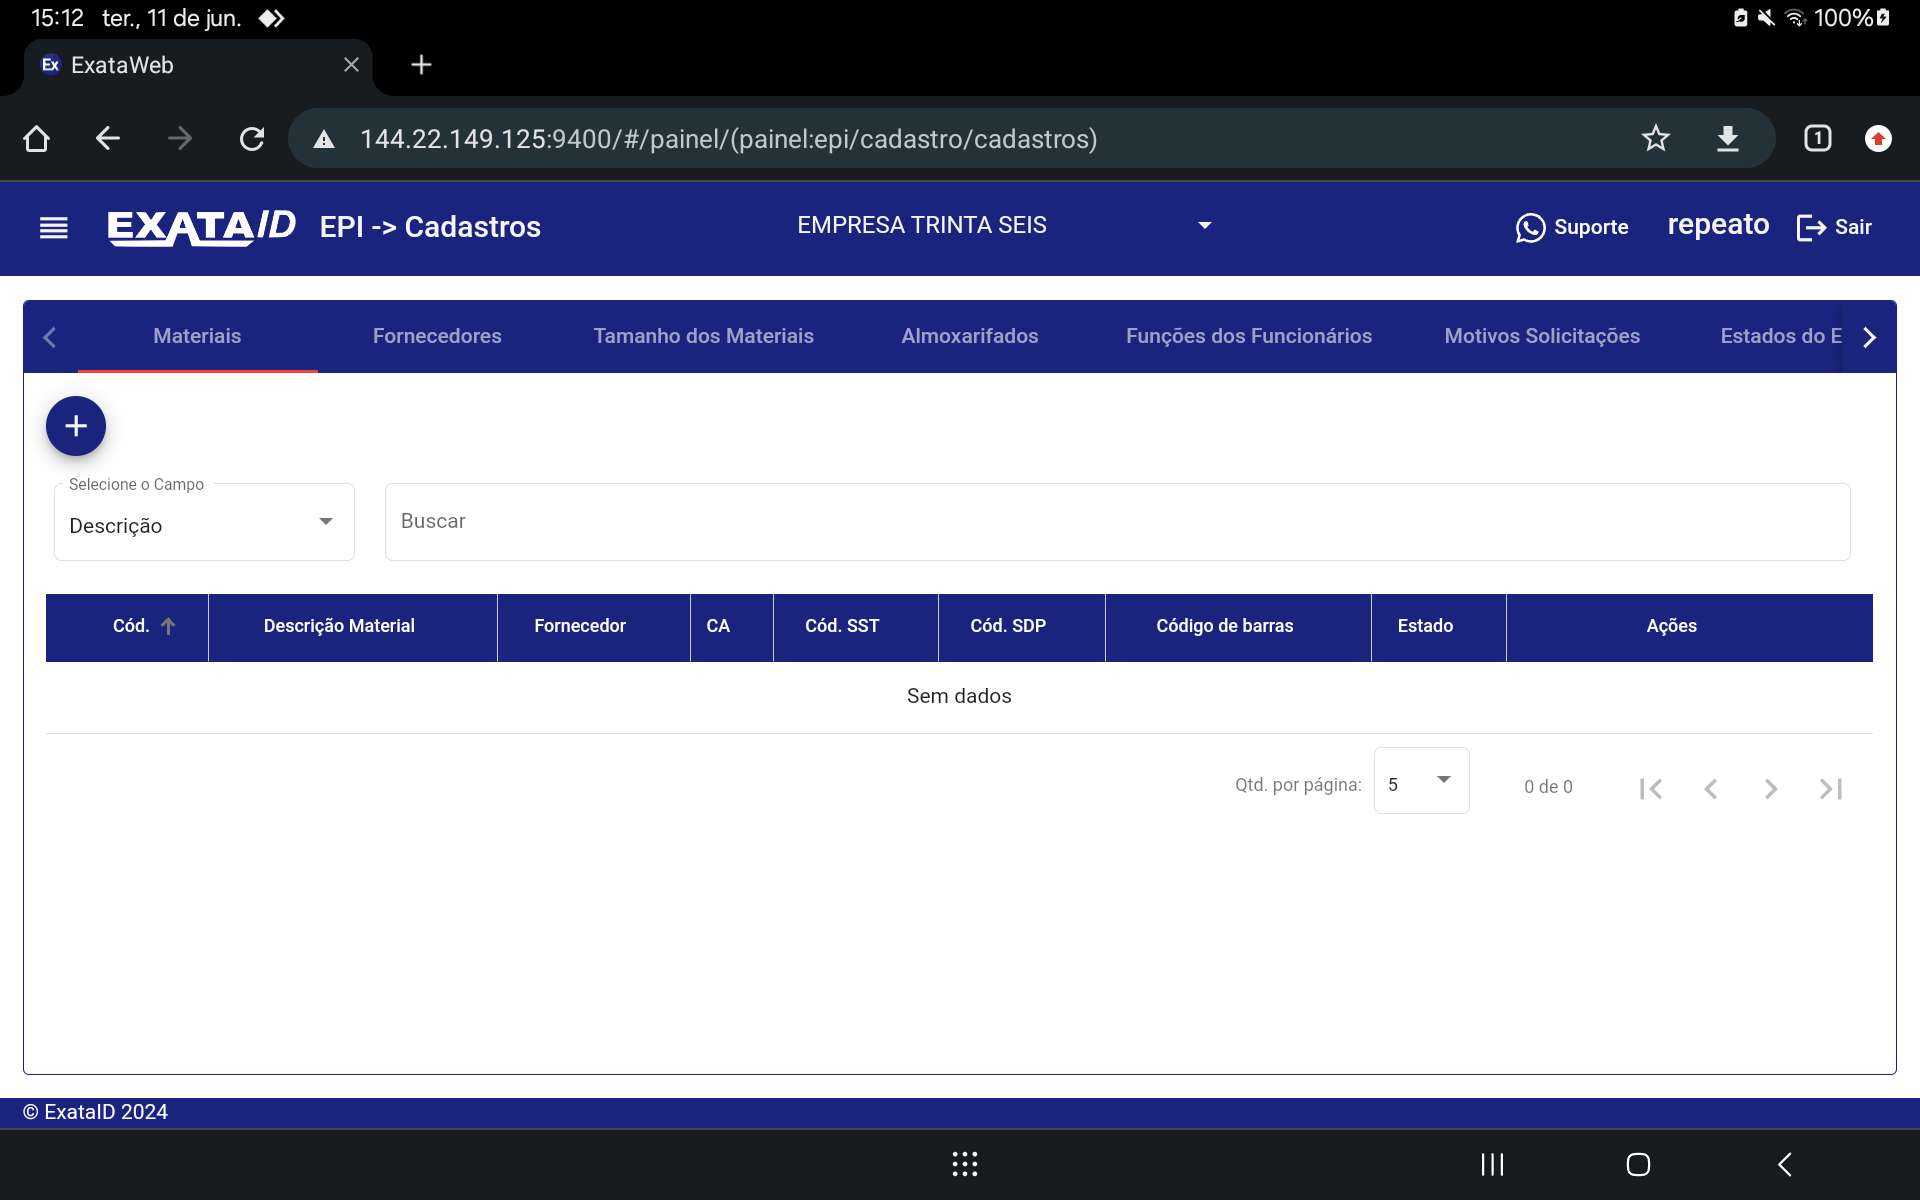 15:12 ter., 11 de jun. 100%
Ex ExataWeb
144.22.149.125:9400/#/painel/(painel:epi/cadastro/cadastros) 1
EXATAID EPI -> Cadastros EMPRESA TRINTA SEIS Suporte repeato Sair
Materiais Fornecedores Tamanho dos Materiais Almoxarifados Funções dos Funcionários Motivos Solicitações Estados do E
Selecione o Campo
Descrição Buscar
Cód. Descrição Material Fornecedor CA Cód. SST Cód. SDP Código de barras Estado Ações
Sem dados
Qtd. por página: 5 0 de 0
© ExataID 2024